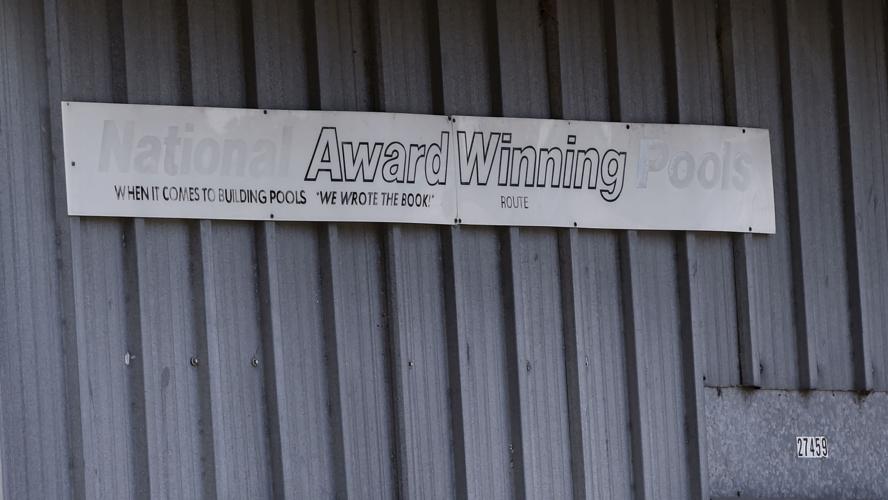 National Award Winning Pools
WHEN IT COMES TO BUILDING POOLS "WE WROTE THE BOOK!" ROUTE
27459